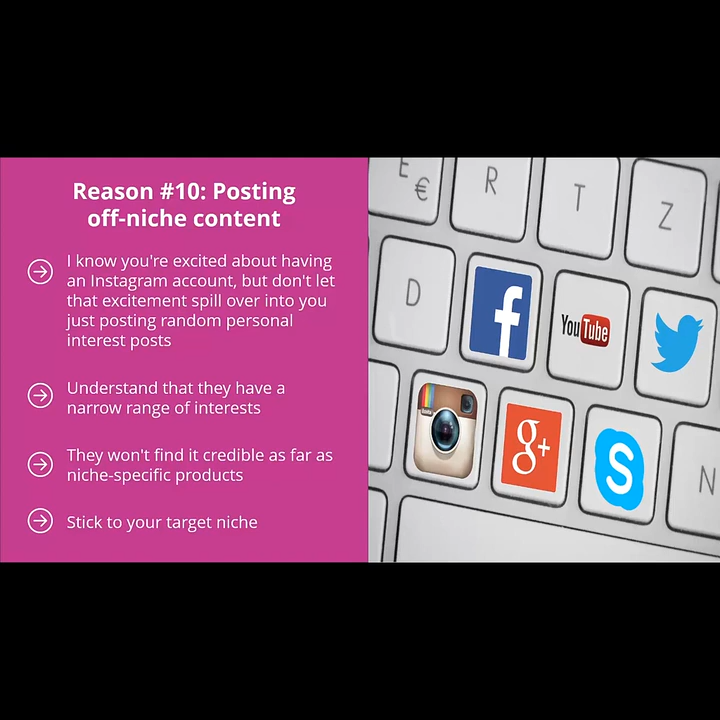 Reason #10: Posting
off-niche content
I know you're excited about having
an Instagram account, but don't let
that excitement spill over into you
just posting random personal
interest posts
Understand that they have a
narrow range of interests
They won't find it credible as far as
niche-specific products
Stick to your target niche
E
€
R
T
Z
D
f
YouTube
Insta
g+
S
N